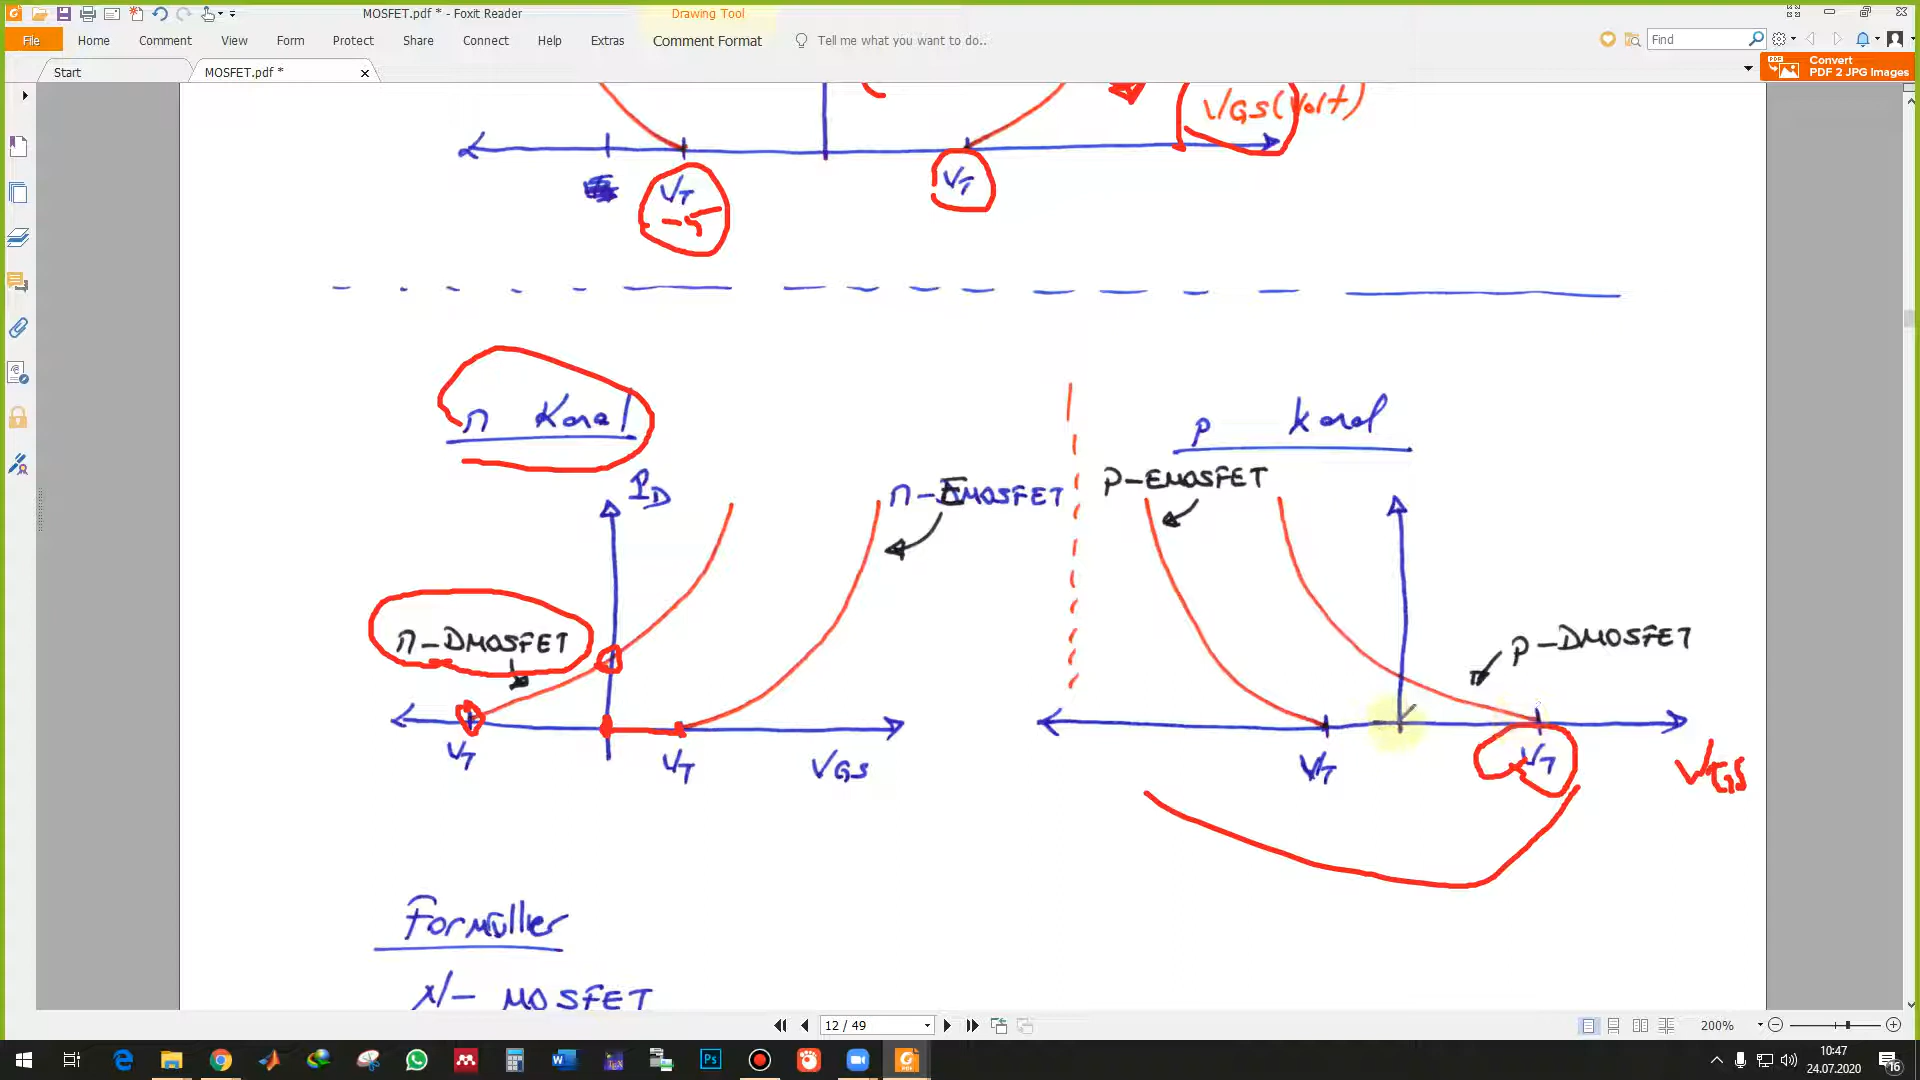 MOSFET.pdf * - Foxit Reader
Drawing Tool
File Home Comment View Form Protect Share Connect Help Extras Comment Format Tell me what you want to do.. Find
Start MOSFET.pdf *
Convert
PDF 2 JPG Images
VGS(Volt)
VT VT
-5
n Kanal p kanal
ID n-EMOSFET P-EMOSFET
n-DMOSFET p-DMOSFET
VT VT VGS VT VT VGS
Formüller
n- MOSFET
12 / 49 200%
10:47
24.07.2020
16